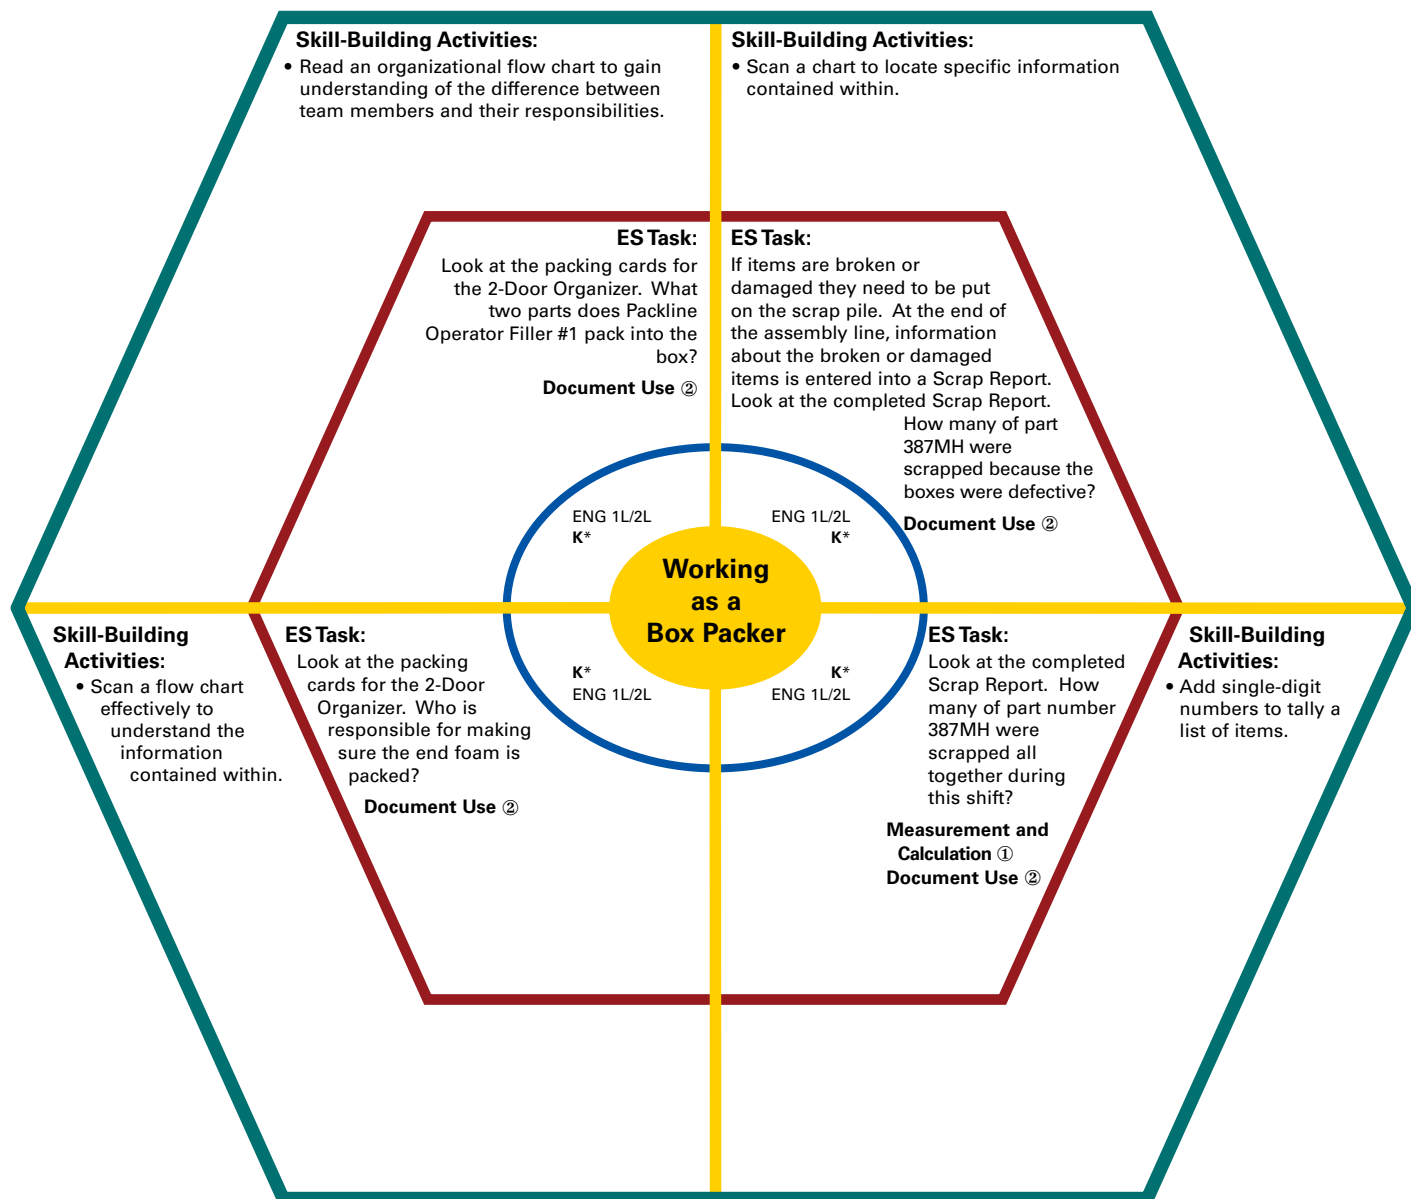 Skill-Building Activities:
• Read an organizational flow chart to gain
understanding of the difference between
team members and their responsibilities.
Skill-Building Activities:
• Scan a chart to locate specific information
contained within.
ES Task:
Look at the packing cards for
the 2-Door Organizer. What
two parts does Packline
Operator Filler #1 pack into the
box?
Document Use ②
ES Task:
If items are broken or
damaged they need to be put
on the scrap pile. At the end of
the assembly line, information
about the broken or damaged
items is entered into a Scrap Report.
Look at the completed Scrap Report.
How many of part
387MH were
scrapped because the
boxes were defective?
Document Use ②
ENG 1L/2L
K*
ENG 1L/2L
K*
Working
as a
Box Packer
K*
ENG 1L/2L
K*
ENG 1L/2L
Skill-Building
Activities:
• Scan a flow chart
effectively to
understand the
information
contained within.
ES Task:
Look at the packing
cards for the 2-Door
Organizer. Who is
responsible for making
sure the end foam is
packed?
Document Use ②
ES Task:
Look at the completed
Scrap Report. How
many of part number
387MH were
scrapped all
together during
this shift?
Measurement and
Calculation ①
Document Use ②
Skill-Building
Activities:
• Add single-digit
numbers to tally a
list of items.